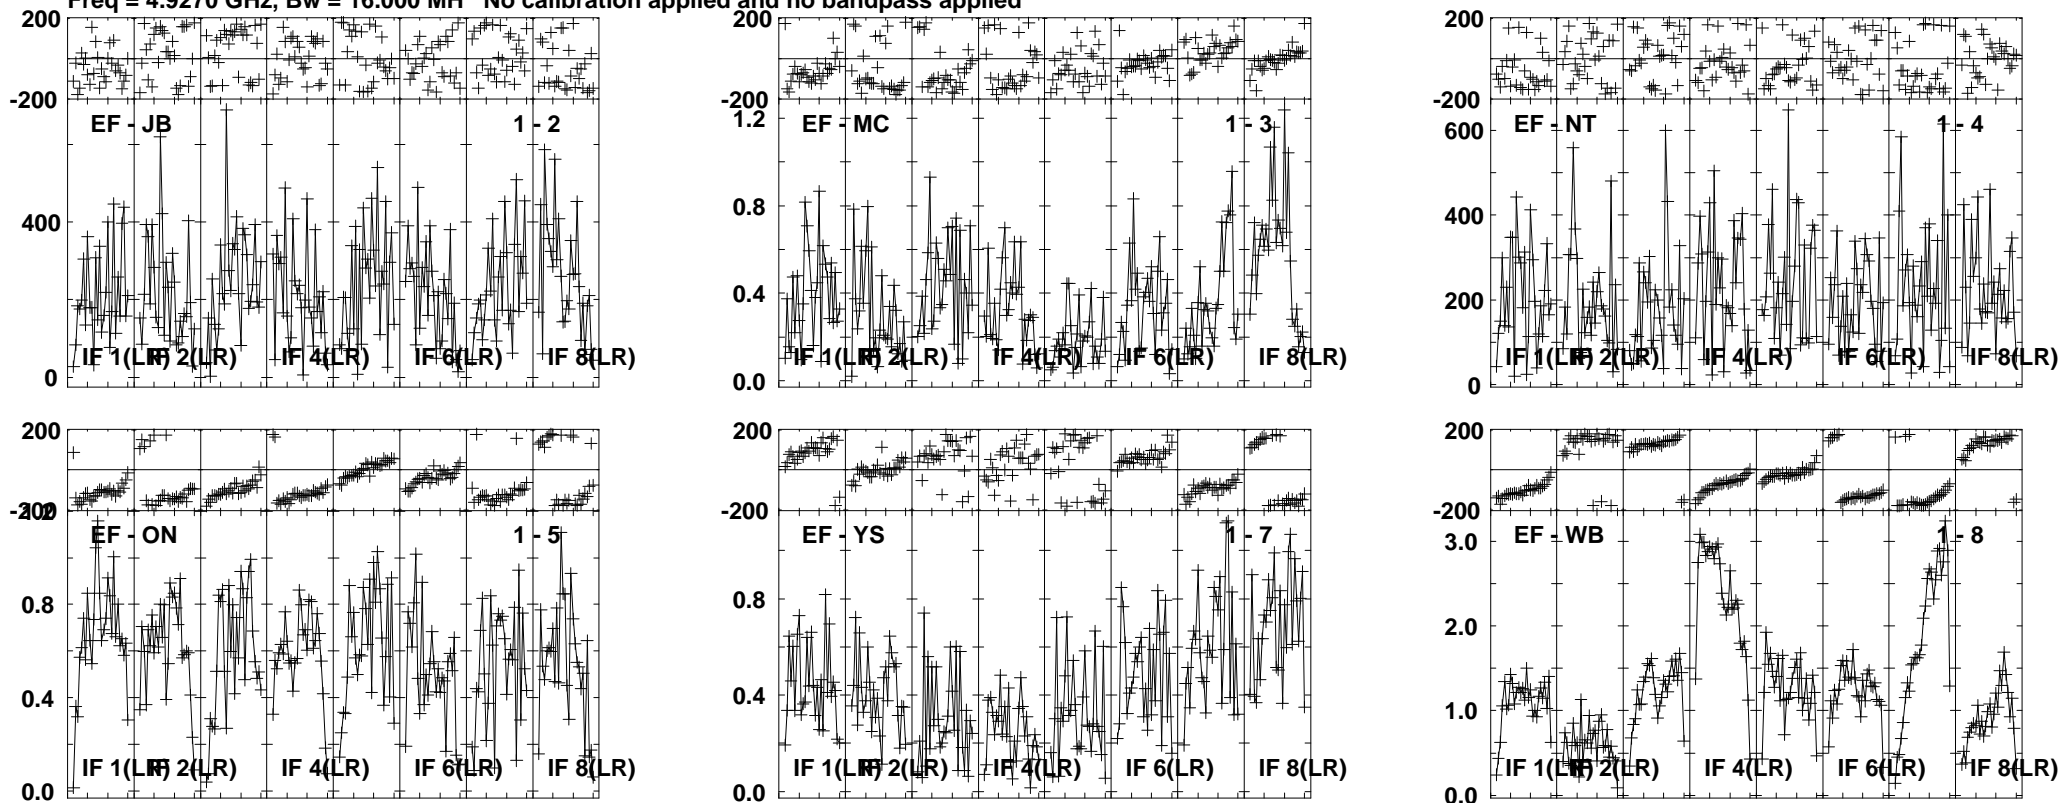 Freq = 4.9270 GHz, Bw = 16.000 MH No calibration applied and no bandpass applied
200
-200
EF - JB 1 - 2
400
0
IF 1(LR) IF 2(LR) IF 4(LR) IF 6(LR) IF 8(LR)
200
-200
EF - MC 1 - 3
1.2
0.8
0.4
0.0
IF 1(LR) IF 2(LR) IF 4(LR) IF 6(LR) IF 8(LR)
200
-200
EF - NT 1 - 4
600
400
200
0
IF 1(LR) IF 2(LR) IF 4(LR) IF 6(LR) IF 8(LR)
200
-200
1.2
EF - ON 1 - 5
0.8
0.4
0.0
IF 1(LR) IF 2(LR) IF 4(LR) IF 6(LR) IF 8(LR)
200
-200
EF - YS 1 - 7
0.8
0.4
0.0
IF 1(LR) IF 2(LR) IF 4(LR) IF 6(LR) IF 8(LR)
200
-200
EF - WB 1 - 8
3.0
2.0
1.0
0.0
IF 1(LR) IF 2(LR) IF 4(LR) IF 6(LR) IF 8(LR)